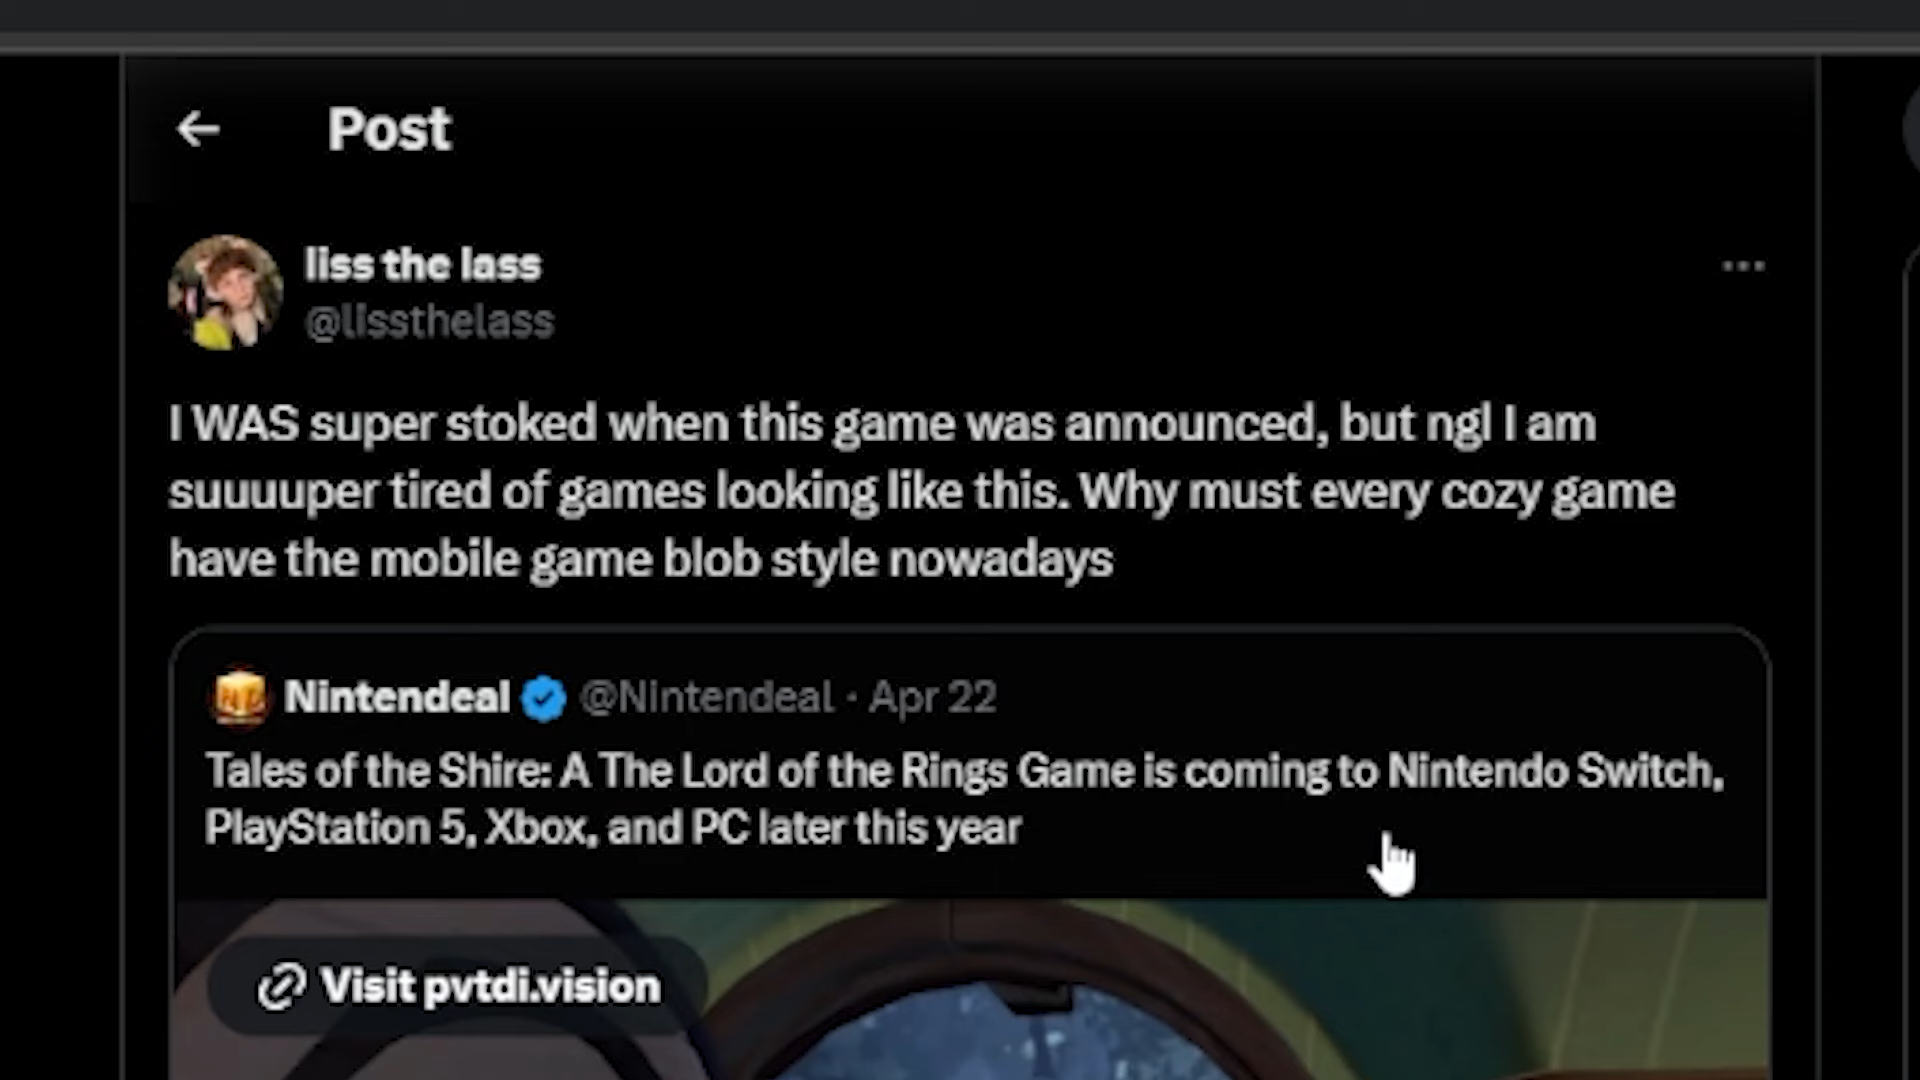 Post
liss the lass
@lissthelass
I WAS super stoked when this game was announced, but ngl I am
suuuuper tired of games looking like this. Why must every cozy game
have the mobile game blob style nowadays
Nintendeal @Nintendeal · Apr 22
Tales of the Shire: A The Lord of the Rings Game is coming to Nintendo Switch,
PlayStation 5, Xbox, and PC later this year
Visit pvtdi.vision